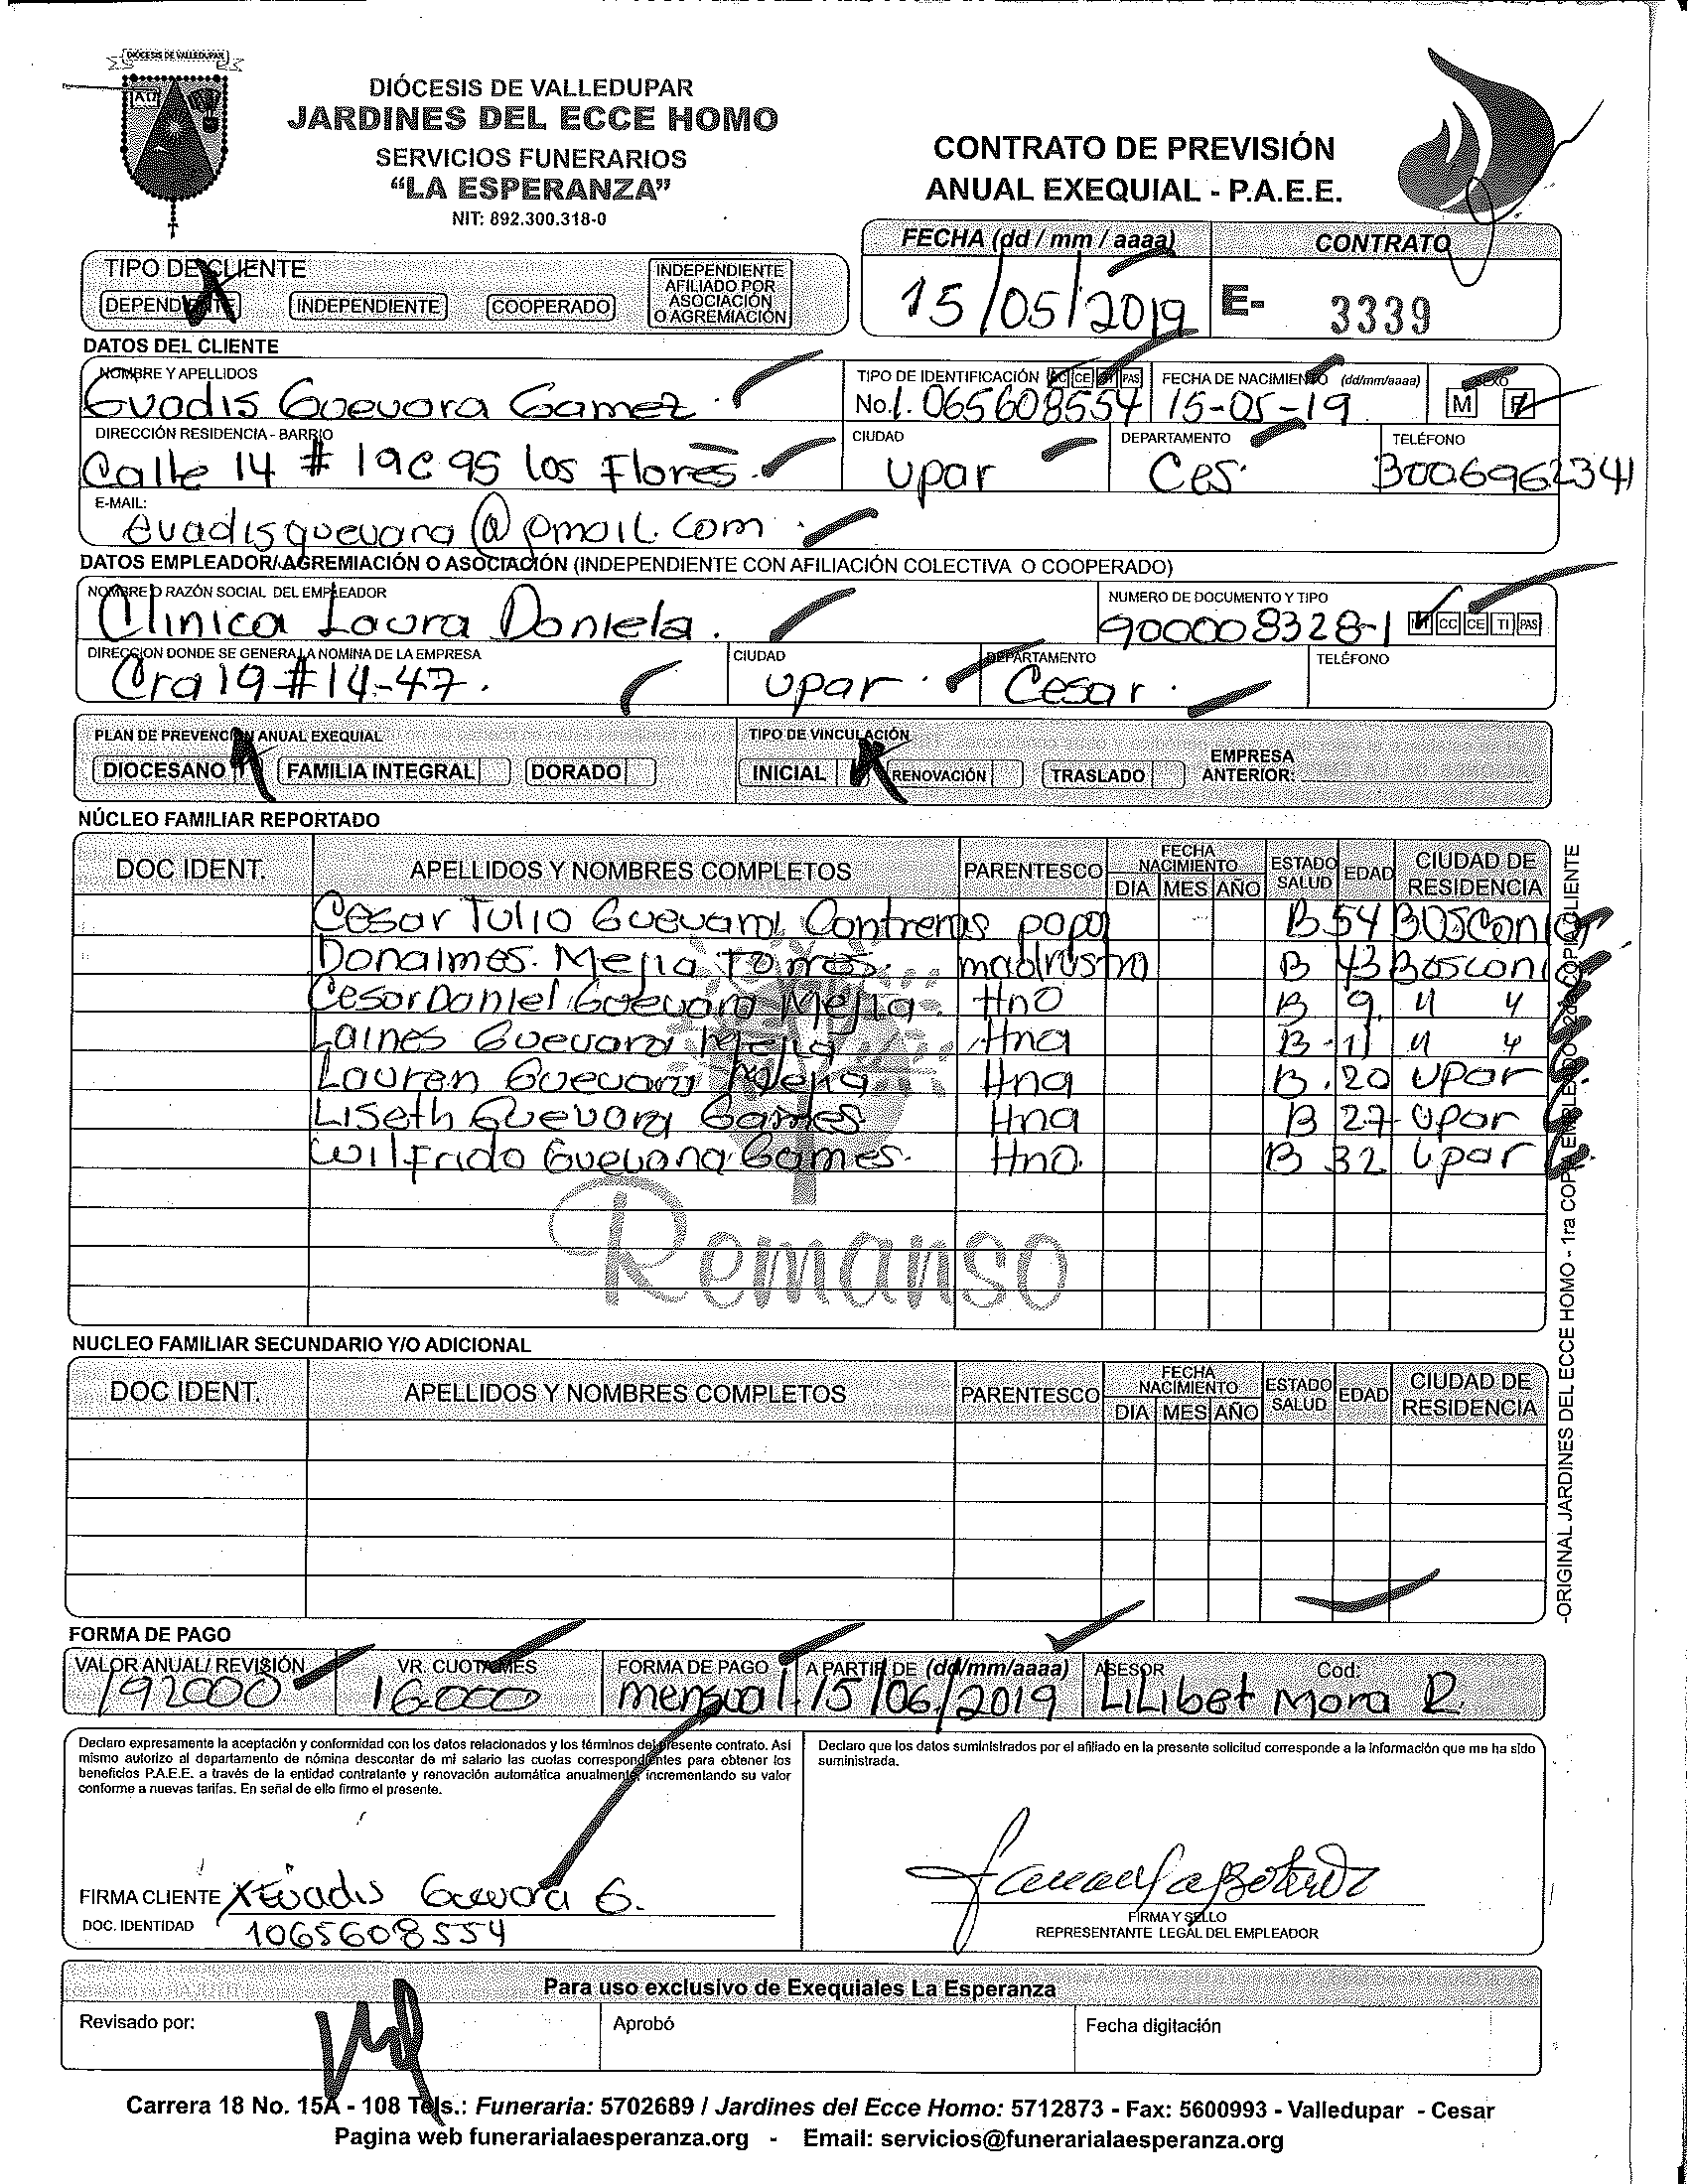 DIÓCESIS DE VALLEDUPAR
DIÓCESIS DE VALLEDUPAR
JARDINES DEL ECCE HOMO
SERVICIOS FUNERARIOS
“LA ESPERANZA”
NIT: 892.300.318-0
CONTRATO DE PREVISIÓN
ANUAL EXEQUIAL - P.A.E.E.
FECHA (dd / mm / aaaa) CONTRATO
15/05/2019 E- 3339
TIPO DE CLIENTE
DEPENDIENTE INDEPENDIENTE COOPERADO INDEPENDIENTE AFILIADO POR ASOCIACIÓN O AGREMIACIÓN
DATOS DEL CLIENTE
NOMBRE Y APELLIDOS TIPO DE IDENTIFICACIÓN CC CE TI PAS FECHA DE NACIMIENTO (dd/mm/aaaa) SEXO
Evadis Guevara Gamez. No. 1.065608554 15-05-19 M F
DIRECCIÓN RESIDENCIA - BARRIO CIUDAD DEPARTAMENTO TELÉFONO
Calle 14 # 19C 95 los Flores. Upar Ces. 3006962341
E-MAIL:
evadisguevara@gmail.com
DATOS EMPLEADOR/AGREMIACIÓN O ASOCIACIÓN (INDEPENDIENTE CON AFILIACIÓN COLECTIVA O COOPERADO)
NOMBRE O RAZÓN SOCIAL DEL EMPLEADOR NUMERO DE DOCUMENTO Y TIPO
Clinica Laura Daniela. 900008328-1 NIT CC CE TI PAS
DIRECCION DONDE SE GENERA LA NOMINA DE LA EMPRESA CIUDAD DEPARTAMENTO TELÉFONO
Cra 19 #14-47. Upar. Cesar.
PLAN DE PREVENCIÓN ANUAL EXEQUIAL TIPO DE VINCULACIÓN
DIOCESANO FAMILIA INTEGRAL DORADO INICIAL RENOVACIÓN TRASLADO EMPRESA ANTERIOR:
NÚCLEO FAMILIAR REPORTADO
DOC IDENT. APELLIDOS Y NOMBRES COMPLETOS PARENTESCO FECHA NACIMIENTO DIA MES AÑO ESTADO SALUD EDAD CIUDAD DE RESIDENCIA
Cesar Tulio Guevara Contreras papa B 54 Bosconia
Mejia Torres. madrastra B 43 Bosconia
Cesar Daniel Guevara Mejia. Hno B 9. 4 4
Laines Guevara Mejia Hna B 11 4 4
Lauren Guevara Mejia Hna B. 20 Upar
Liseth Guevara Games Hna B 27 Upar
Wilfrido Guevara Games. Hno. B 32 Upar
Remanso
NUCLEO FAMILIAR SECUNDARIO Y/O ADICIONAL
DOC IDENT. APELLIDOS Y NOMBRES COMPLETOS PARENTESCO FECHA NACIMIENTO DIA MES AÑO ESTADO SALUD EDAD CIUDAD DE RESIDENCIA
-ORIGINAL JARDINES DEL ECCE HOMO - 1ra COPIA EMPLEADO 2da COPIA CLIENTE
FORMA DE PAGO
VALOR ANUAL/ REVISIÓN VR. CUOTA MES FORMA DE PAGO A PARTIR DE (dd/mm/aaaa) ASESOR Cod:
192000 16.000 mensual. 15/06/2019 LiLibet Mora R.
Declaro expresamente la aceptación y conformidad con los datos relacionados y los términos del presente contrato. Así
mismo autorizo al departamento de nómina descontar de mi salario las cuotas correspondientes para obtener los
beneficios P.A.E.E. a través de la entidad contratante y renovación automática anualmente, incrementando su valor
conforme a nuevas tarifas. En señal de ello firmo el presente.
Declaro que los datos suministrados por el afiliado en la presente solicitud corresponde a la información que me ha sido
suministrada.
FIRMA CLIENTE XEvadis Guevara G.
DOC. IDENTIDAD 1065608554
FIRMA Y SELLO
REPRESENTANTE LEGAL DEL EMPLEADOR
Para uso exclusivo de Exequiales La Esperanza
Revisado por: Aprobó Fecha digitación
Carrera 18 No. 15A - 108 Tels.: Funeraria: 5702689 / Jardines del Ecce Homo: 5712873 - Fax: 5600993 - Valledupar - Cesar
Pagina web funerarialaesperanza.org - Email: servicios@funerarialaesperanza.org